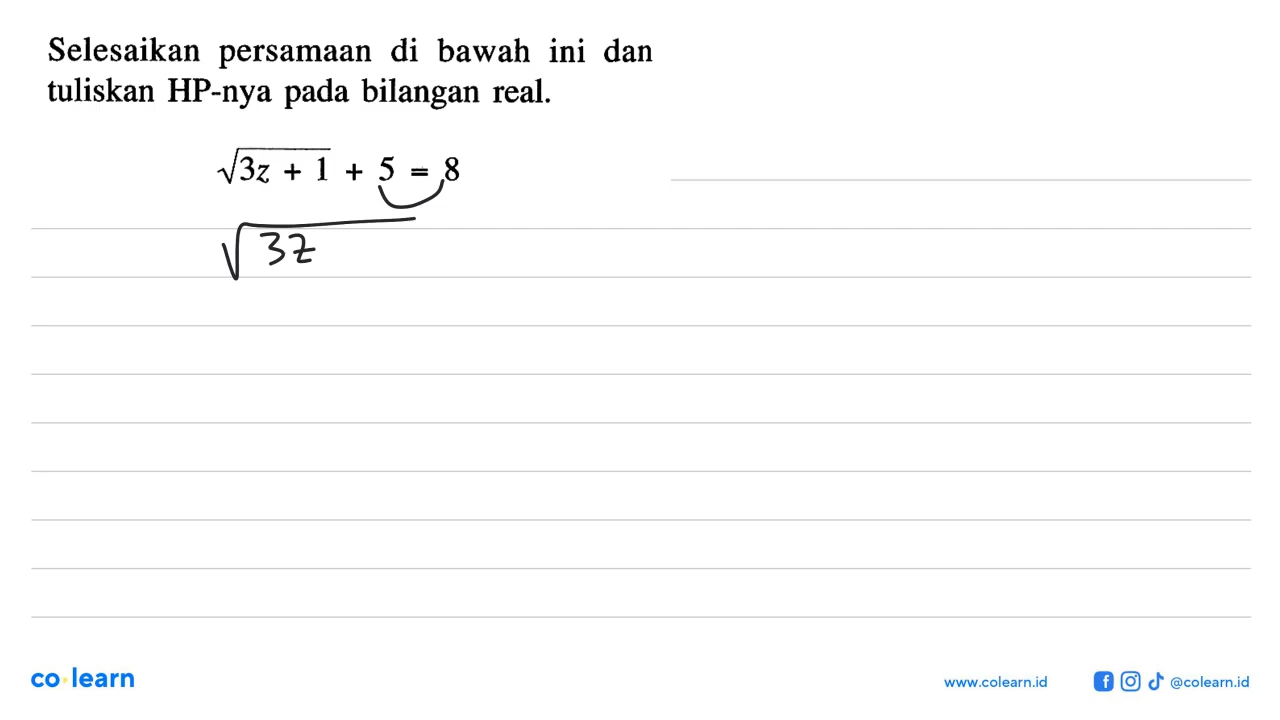 Selesaikan persamaan di bawah ini dan
tuliskan HP-nya pada bilangan real.
√3z + 1 + 5 = 8
√3z
co learn
www.colearn.id @colearn.id